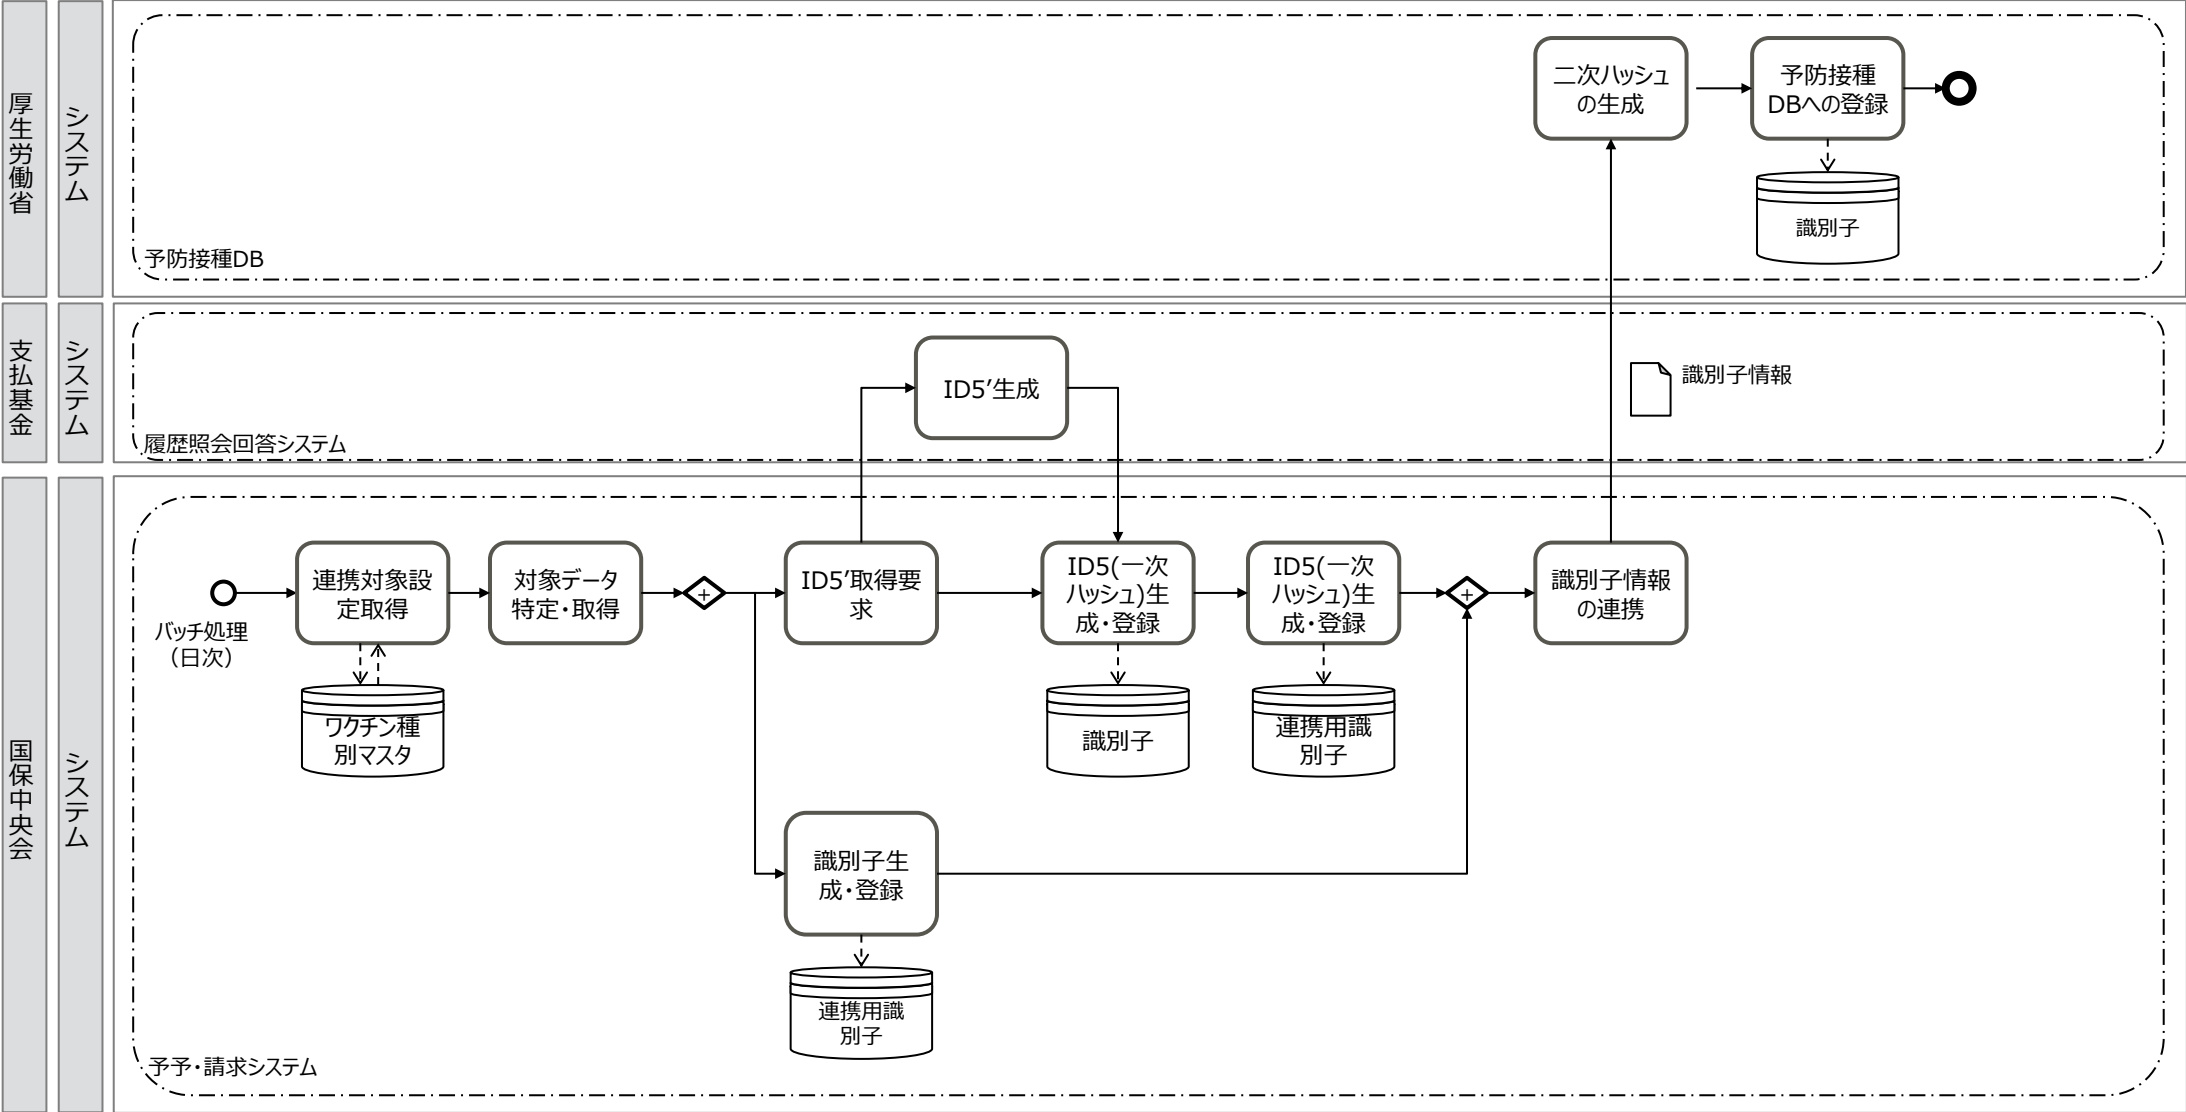 厚生労働省
システム
二次ハッシュ
の生成
予防接種
DBへの登録
識別子
予防接種DB
支払基金
システム
ID5’生成
識別子情報
履歴照会回答システム
国保中央会
システム
バッチ処理
（日次）
連携対象設
定取得
ワクチン種
別マスタ
対象データ
特定・取得
+
ID5’取得要
求
ID5(一次
ハッシュ)生
成・登録
識別子
ID5(一次
ハッシュ)生
成・登録
連携用識
別子
+
識別子情報
の連携
識別子生
成・登録
連携用識
別子
予予・請求システム